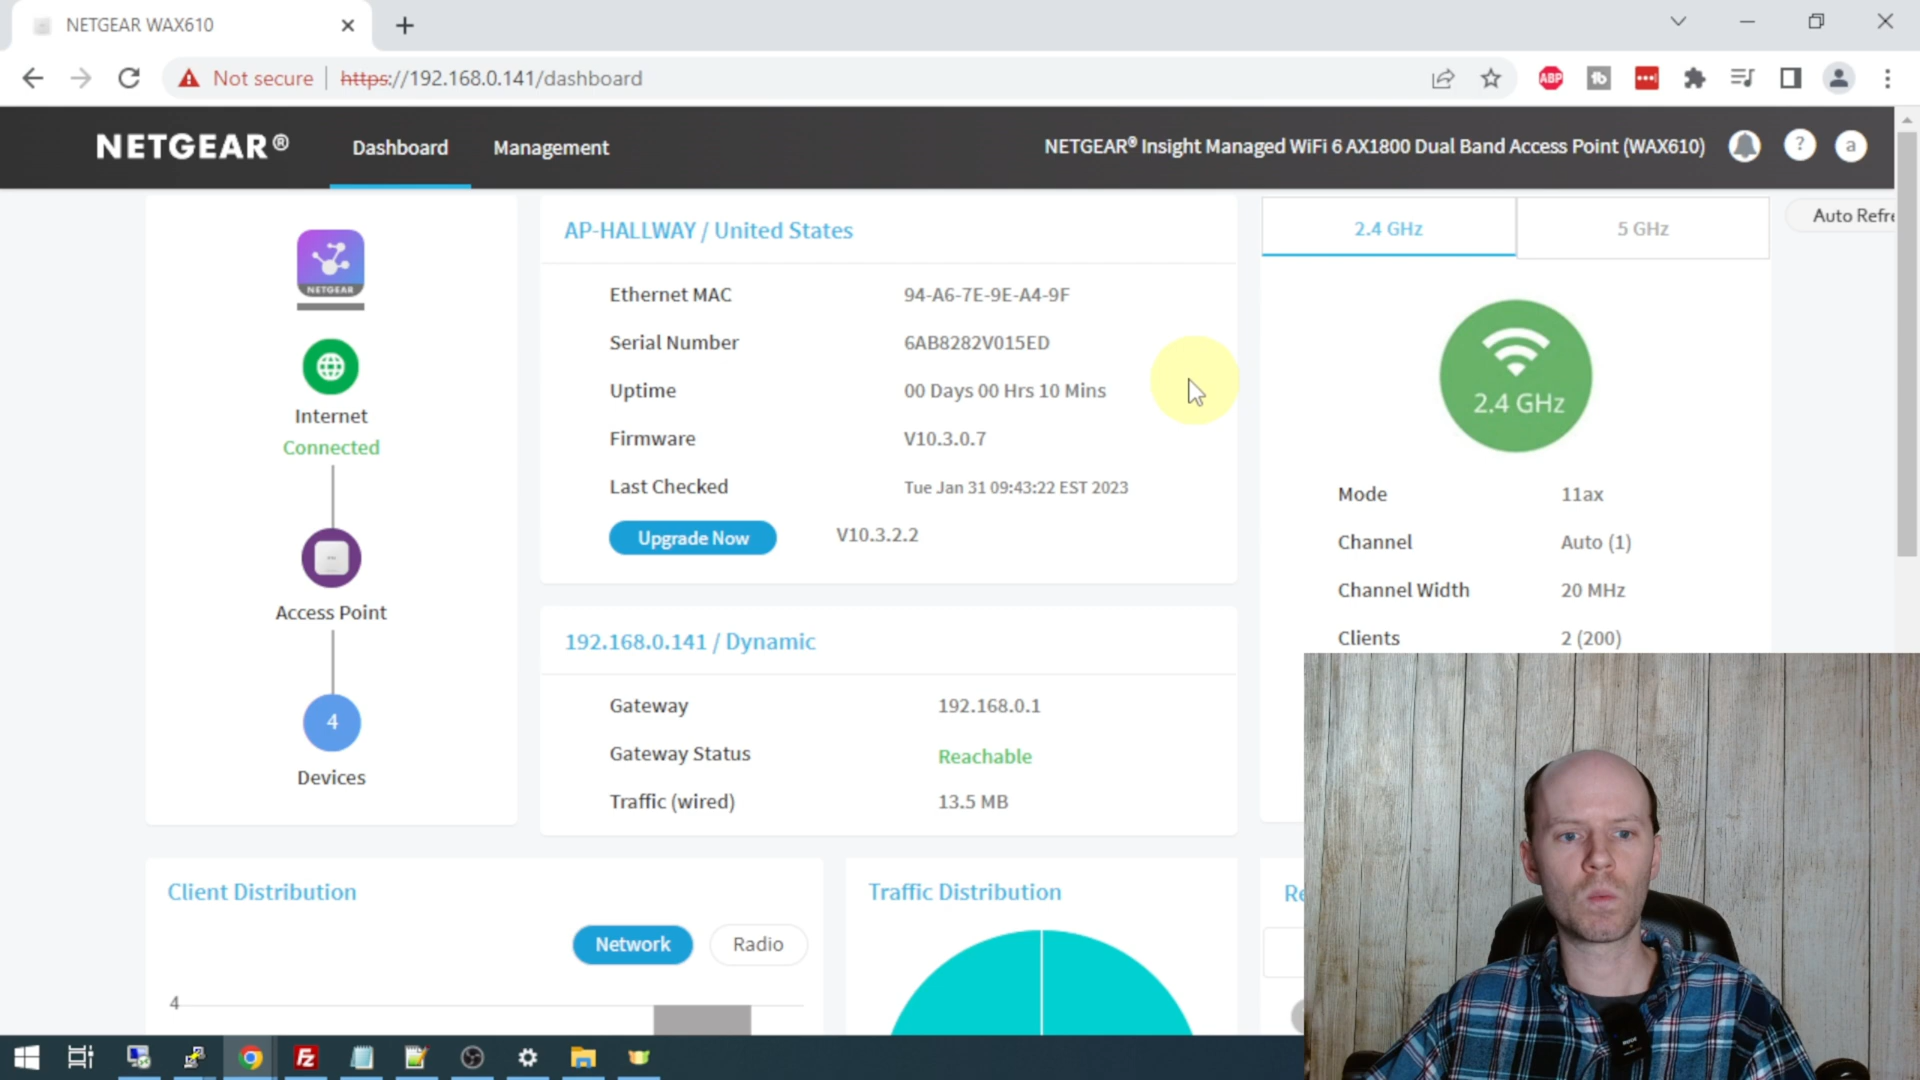 NETGEAR WAX610
Not secure https://192.168.0.141/dashboard
ABP
NETGEAR®
Dashboard
Management
NETGEAR® Insight Managed WiFi 6 AX1800 Dual Band Access Point (WAX610)
?
a
NETGEAR
Internet
Connected
Access Point
4
Devices
AP-HALLWAY / United States
Ethernet MAC 94-A6-7E-9E-A4-9F
Serial Number 6AB8282V015ED
Uptime 00 Days 00 Hrs 10 Mins
Firmware V10.3.0.7
Last Checked Tue Jan 31 09:43:22 EST 2023
Upgrade Now V10.3.2.2
192.168.0.141 / Dynamic
Gateway 192.168.0.1
Gateway Status Reachable
Traffic (wired) 13.5 MB
2.4 GHz
5 GHz
Auto Refre
2.4 GHz
Mode 11ax
Channel Auto (1)
Channel Width 20 MHz
Clients 2 (200)
Client Distribution
Network Radio
4
Traffic Distribution
Re